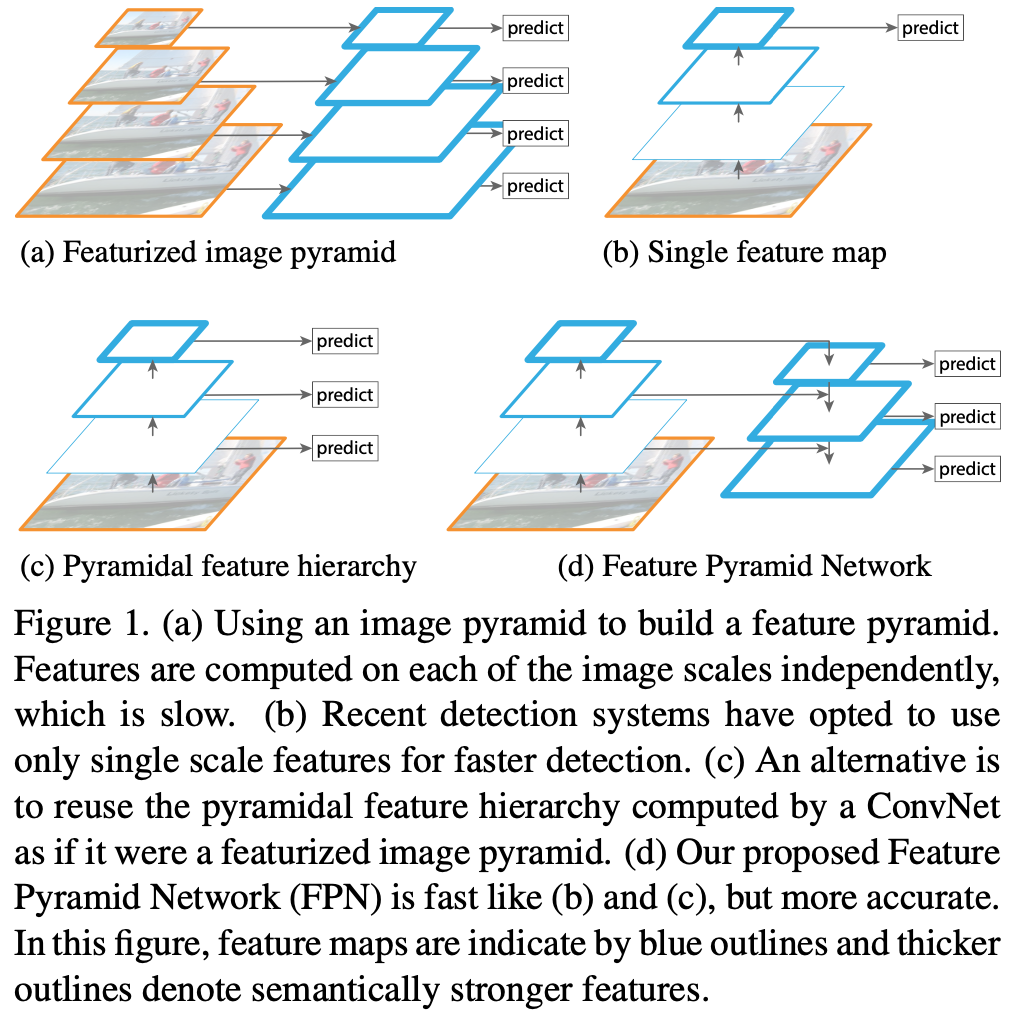 predict
predict
predict
predict
predict
(a) Featurized image pyramid
(b) Single feature map
predict
predict
predict
predict
predict
predict
(c) Pyramidal feature hierarchy
(d) Feature Pyramid Network
Figure 1. (a) Using an image pyramid to build a feature pyramid.
Features are computed on each of the image scales independently,
which is slow. (b) Recent detection systems have opted to use
only single scale features for faster detection. (c) An alternative is
to reuse the pyramidal feature hierarchy computed by a ConvNet
as if it were a featurized image pyramid. (d) Our proposed Feature
Pyramid Network (FPN) is fast like (b) and (c), but more accurate.
In this figure, feature maps are indicate by blue outlines and thicker
outlines denote semantically stronger features.